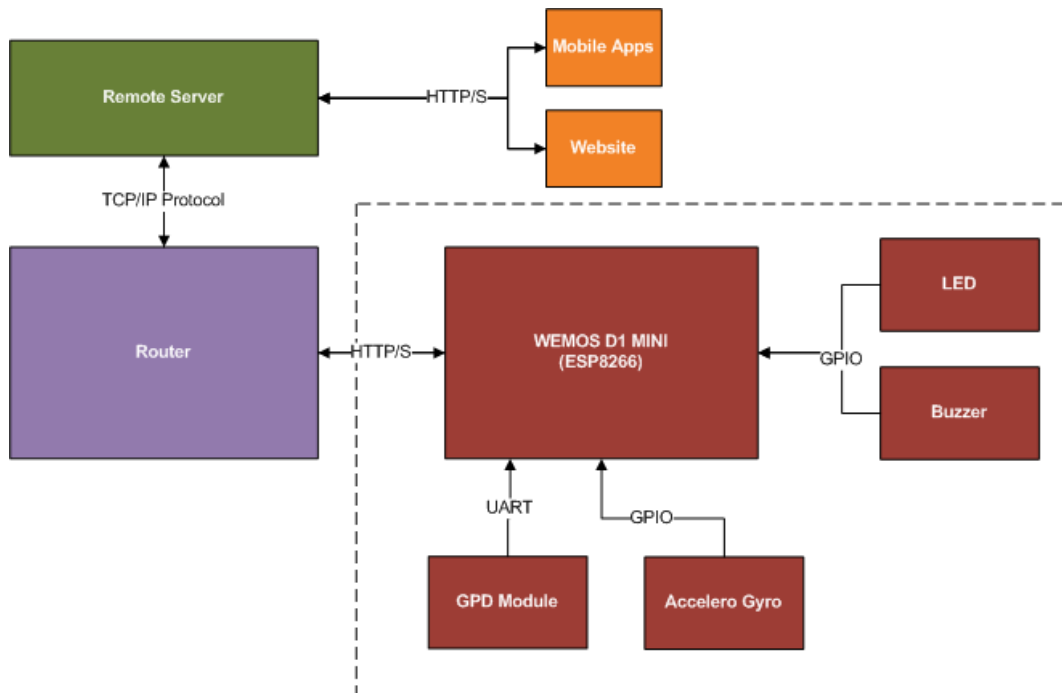 Mobile Apps
Remote Server
HTTP/S
Website
TCP/IP Protocol
LED
WEMOS D1 MINI
(ESP8266)
Router
HTTP/S
GPIO
Buzzer
UART
GPIO
GPD Module
Accelero Gyro